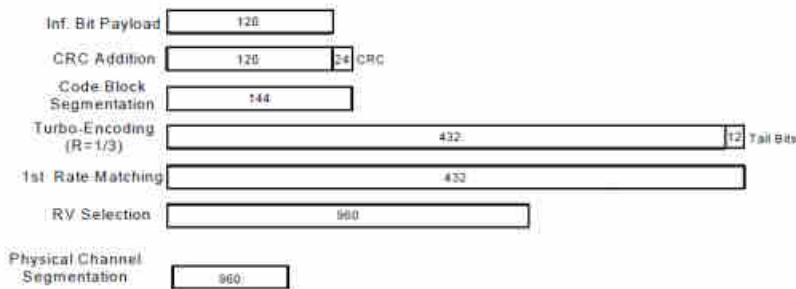 Inf. Bit Payload
120
CRC Addition
120
24
CRC
Code Block
Segmentation
144
Turbo-Encoding
(R=1/3)
432
12
Tail Bits
1st Rate Matching
432
RV Selection
960
Physical Channel
Segmentation
960